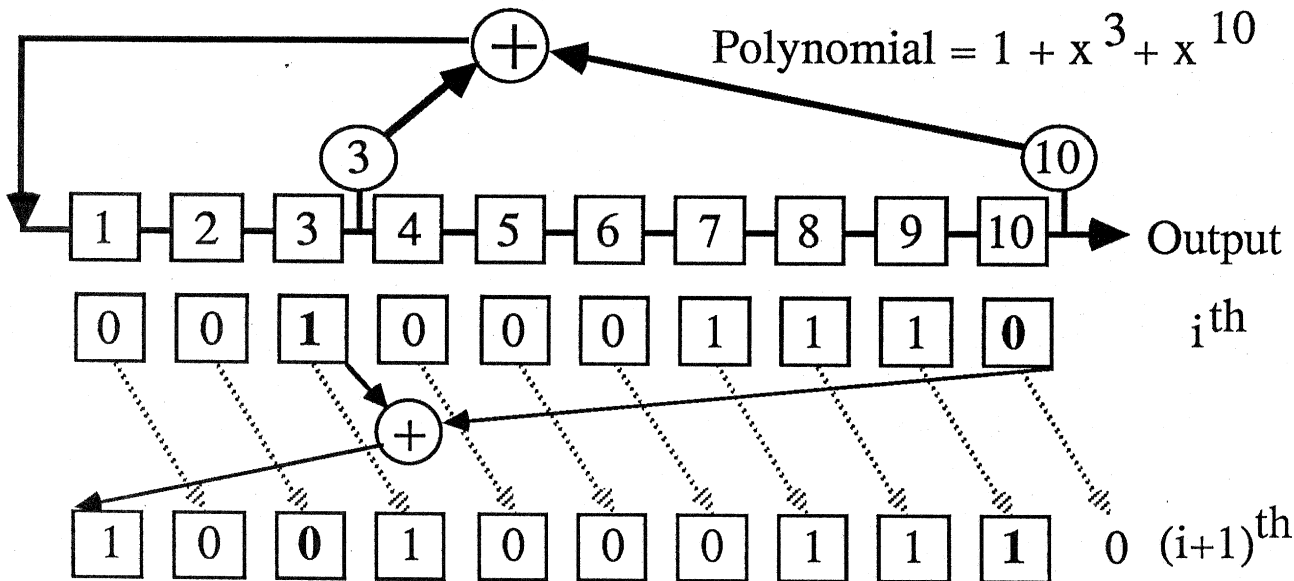 + Polynomial = 1 + x^3 + x^10
3 10
1 2 3 4 5 6 7 8 9 10 Output
0 0 1 0 0 0 1 1 1 0 i^th
+
1 0 0 1 0 0 0 1 1 1 0 (i+1)^th